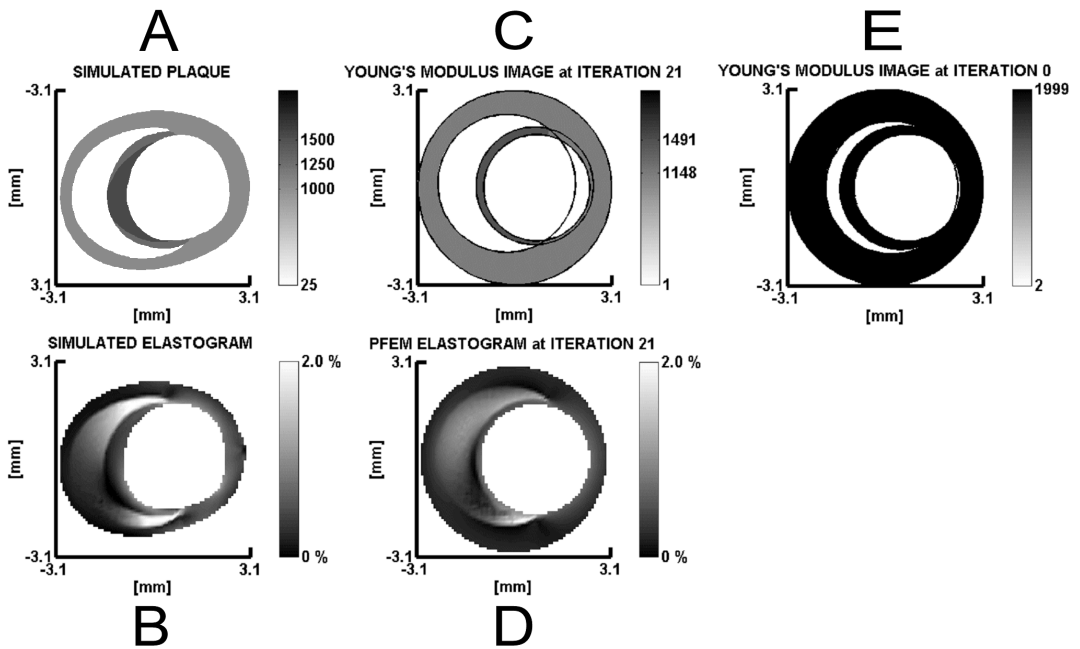 A
C
E
SIMULATED PLAQUE
YOUNG'S MODULUS IMAGE at ITERATION 21
YOUNG'S MODULUS IMAGE at ITERATION 0
-3.1
[mm]
3.1
-3.1
3.1
[mm]
1500
1250
1000
25
3.1
[mm]
-3.1
-3.1
3.1
[mm]
1491
1148
1
3.1
[mm]
-3.1
-3.1
3.1
[mm]
1999
2
SIMULATED ELASTOGRAM
PFEM ELASTOGRAM at ITERATION 21
3.1
[mm]
-3.1
-3.1
3.1
[mm]
2.0 %
0 %
3.1
[mm]
-3.1
-3.1
3.1
[mm]
2.0 %
0 %
B
D